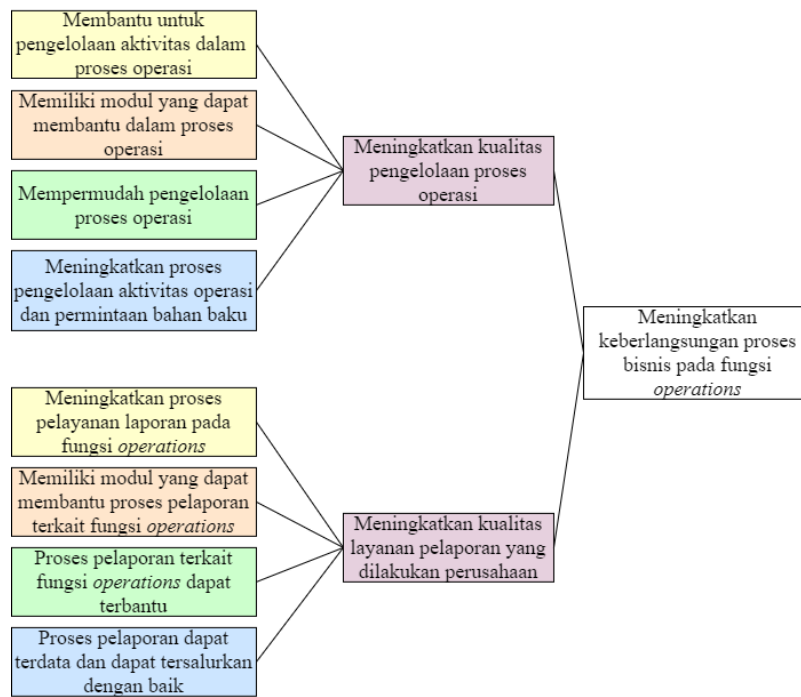 Membantu untuk
pengelolaan aktivitas dalam
proses operasi
Memiliki modul yang dapat
membantu dalam proses
operasi
Mempermudah pengelolaan
proses operasi
Meningkatkan proses
pengelolaan aktivitas operasi
dan permintaan bahan baku
Meningkatkan kualitas
pengelolaan proses
operasi
Meningkatkan proses
pelayanan laporan pada
fungsi operations
Memiliki modul yang dapat
membantu proses pelaporan
terkait fungsi operations
Proses pelaporan terkait
fungsi operations dapat
terbantu
Proses pelaporan dapat
terdata dan dapat tersalurkan
dengan baik
Meningkatkan kualitas
layanan pelaporan yang
dilakukan perusahaan
Meningkatkan
keberlangsungan proses
bisnis pada fungsi
operations